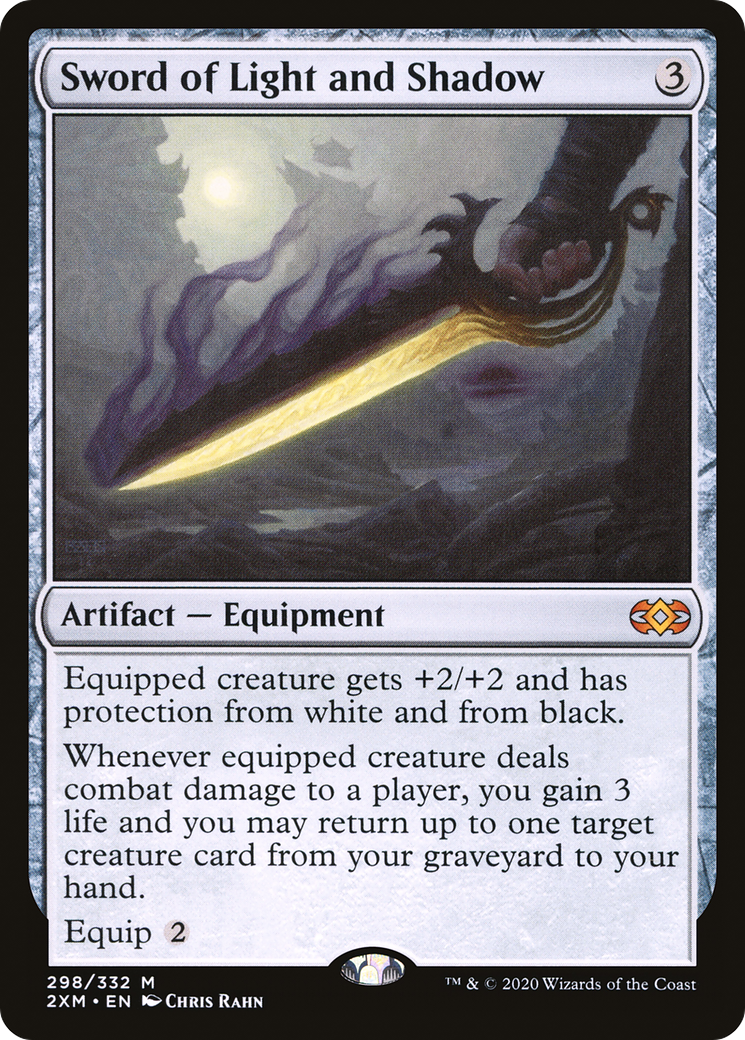 Sword of Light and Shadow 3
Artifact — Equipment
Equipped creature gets +2/+2 and has
protection from white and from black.
Whenever equipped creature deals
combat damage to a player, you gain 3
life and you may return up to one target
creature card from your graveyard to your
hand.
Equip 2
298/332 M
2XM • EN Chris Rahn
™ & © 2020 Wizards of the Coast